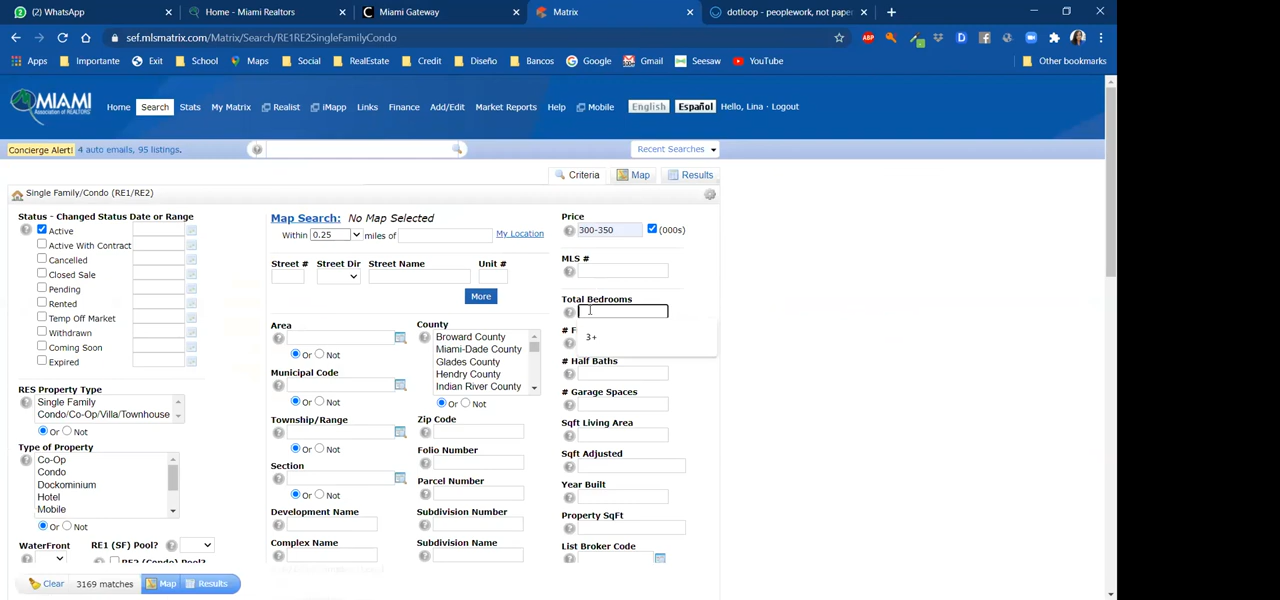 (2) WhatsApp
Home - Miami Realtors
Miami Gateway
Matrix
dotloop - peoplework, not paper
sef.mlsmatrix.com/Matrix/Search/RE1RE2SingleFamilyCondo
ABP
Apps Importante Exit School Maps Social RealEstate Credit Diseño Bancos Google Gmail Seesaw YouTube Other bookmarks
MIAMI
Home Search Stats My Matrix Realist iMapp Links Finance Add/Edit Market Reports Help Mobile English Español Hello, Lina · Logout
Concierge Alert! 4 auto emails, 95 listings.
Recent Searches
Criteria Map Results
Single Family/Condo (RE1/RE2)
Status - Changed Status Date or Range
Active
Active With Contract
Cancelled
Closed Sale
Pending
Rented
Temp Off Market
Withdrawn
Coming Soon
Expired
RES Property Type
Single Family
Condo/Co-Op/Villa/Townhouse
Or Not
Type of Property
Co-Op
Condo
Dockominium
Hotel
Mobile
Or Not
WaterFront RE1 (SF) Pool?
RE2 (Condo) Pool?
Map Search: No Map Selected
Within 0.25 miles of My Location
Street # Street Dir Street Name Unit #
More
Area
Or Not
Municipal Code
Or Not
Township/Range
Or Not
Section
Or Not
Development Name
Complex Name
County
Broward County
Miami-Dade County
Glades County
Hendry County
Indian River County
Or Not
Zip Code
Folio Number
Parcel Number
Subdivision Number
Subdivision Name
Price
300-350 (000s)
MLS #
Total Bedrooms
3+
# F
# Half Baths
# Garage Spaces
Sqft Living Area
Sqft Adjusted
Year Built
Property SqFt
List Broker Code
Clear 3169 matches Map Results